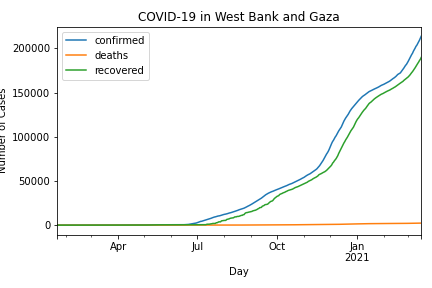 COVID-19 in West Bank and Gaza
confirmed
deaths
recovered
200000
150000
100000
50000
0
Number of Cases
Apr
Jul
Oct
Jan
2021
Day